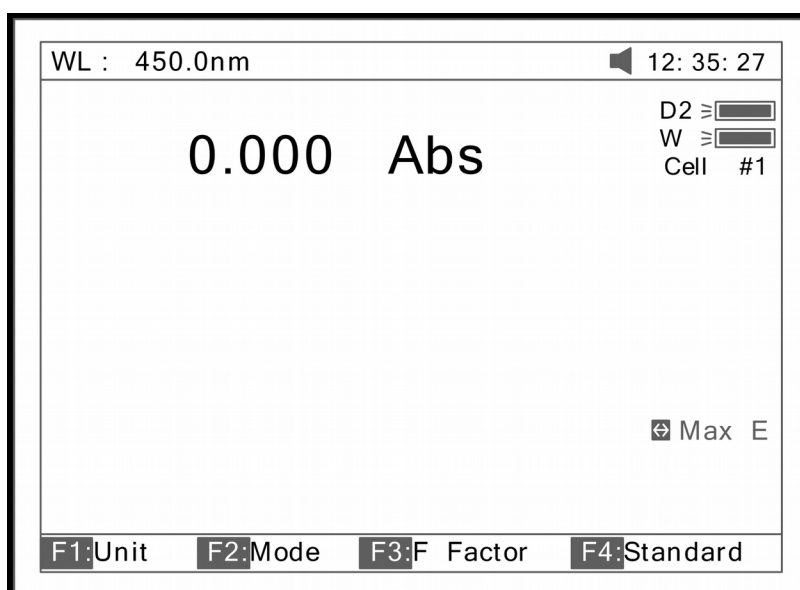 WL : 450.0nm 12: 35: 27
D2
0.000 Abs
W
Cell #1
Max E
F1:Unit F2:Mode F3:F Factor F4:Standard